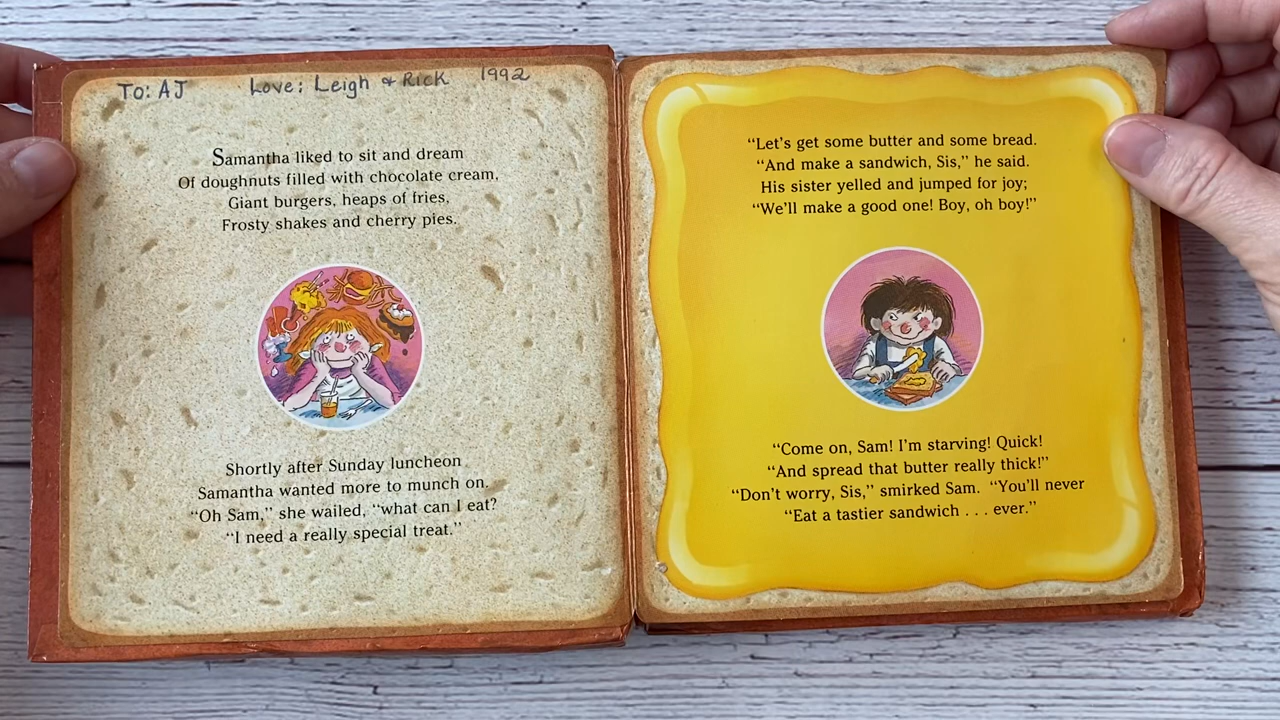 To: AJ Love: Leigh & Rick 1992
Samantha liked to sit and dream
Of doughnuts filled with chocolate cream,
Giant burgers, heaps of fries,
Frosty shakes and cherry pies.
Shortly after Sunday luncheon
Samantha wanted more to munch on.
“Oh Sam,” she wailed, “what can I eat?
“I need a really special treat.”
“Let’s get some butter and some bread.
“And make a sandwich, Sis,” he said.
His sister yelled and jumped for joy;
“We’ll make a good one! Boy, oh boy!”
“Come on, Sam! I’m starving! Quick!
“And spread that butter really thick!”
“Don’t worry, Sis,” smirked Sam. “You’ll never
“Eat a tastier sandwich . . . ever.”